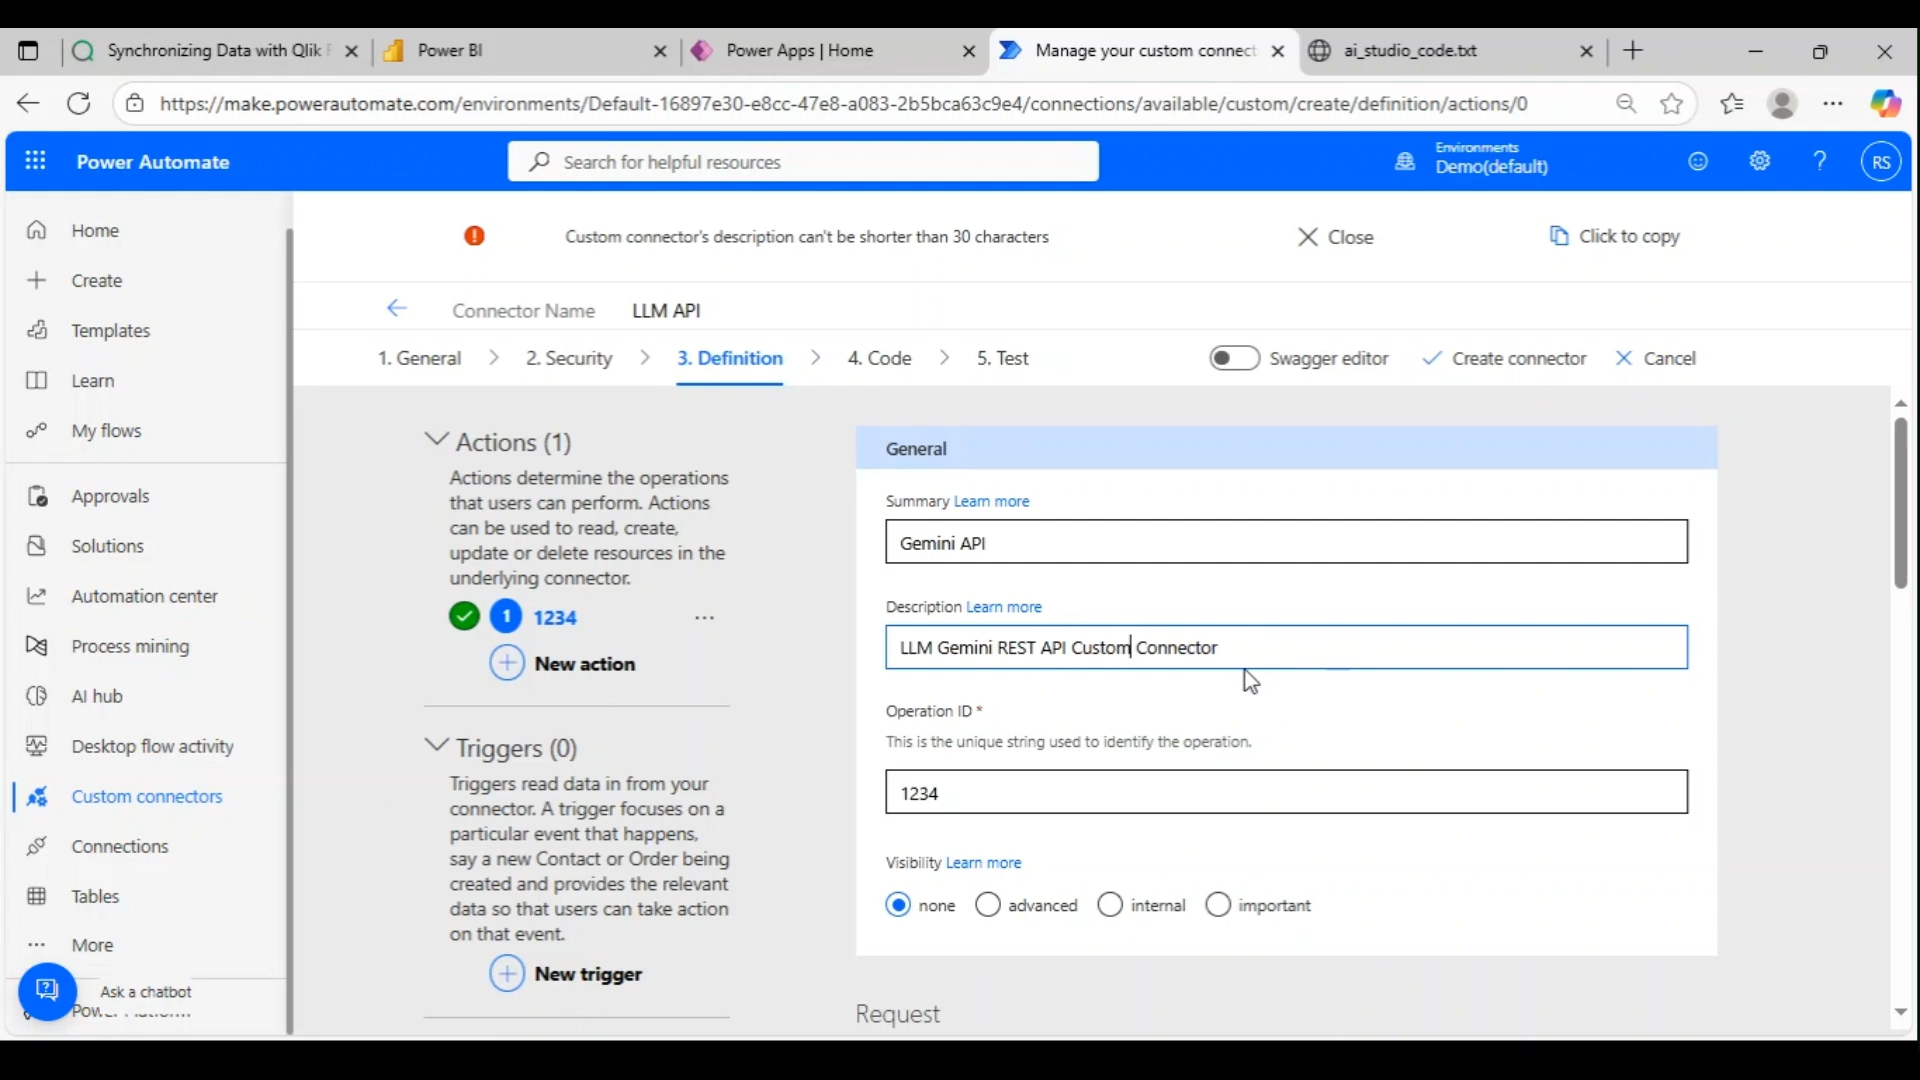 Synchronizing Data with Qlik
Power BI
Power Apps | Home
Manage your custom connect
ai_studio_code.txt
https://make.powerautomate.com/environments/Default-16897e30-e8cc-47e8-a083-2b5bca63c9e4/connections/available/custom/create/definition/actions/0
Power Automate
Search for helpful resources
Environments
Demo(default)
RS
Home
Create
Templates
Learn
My flows
Approvals
Solutions
Automation center
Process mining
AI hub
Desktop flow activity
Custom connectors
Connections
Tables
More
Ask a chatbot
Custom connector's description can't be shorter than 30 characters
Close
Click to copy
Connector Name
LLM API
1. General
2. Security
3. Definition
4. Code
5. Test
Swagger editor
Create connector
Cancel
Actions (1)
Actions determine the operations
that users can perform. Actions
can be used to read, create,
update or delete resources in the
underlying connector.
1 1234
New action
Triggers (0)
Triggers read data in from your
connector. A trigger focuses on a
particular event that happens,
say a new Contact or Order being
created and provides the relevant
data so that users can take action
on that event.
New trigger
General
Summary Learn more
Gemini API
Description Learn more
LLM Gemini REST API Custom Connector
Operation ID *
This is the unique string used to identify the operation.
1234
Visibility Learn more
none
advanced
internal
important
Request